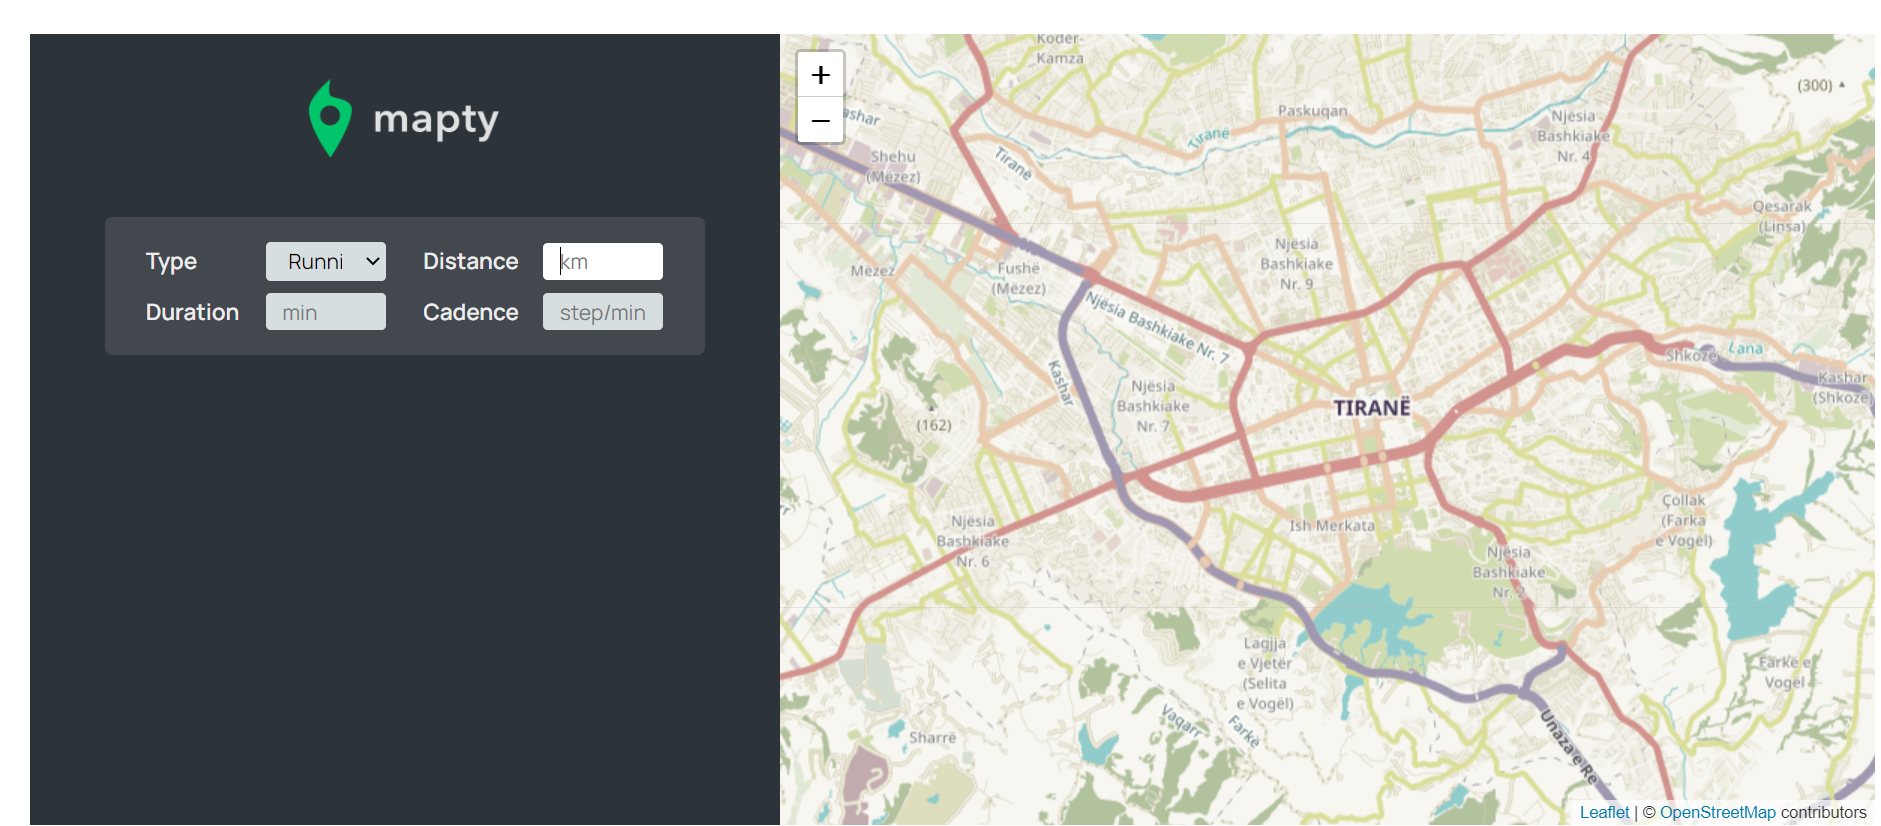 mapty
Type
Runni
Distance
km
Duration
min
Cadence
step/min
+
−
Koder-
Kamza
ashar
Paskuqan
(300)
Njësia
Bashkiake
Nr. 4
Tiranë
Tiranë
Shehu
(Mëzez)
Qesarak
(Linsa)
Mëzez
Fushë
(Mëzez)
Njësia
Bashkiake
Nr. 9
Njësia Bashkiake Nr. 7
Kashar
Shkozë
Lana
Kashar
(Shkozë)
Njësia
Bashkiake
Nr. 7
TIRANË
(162)
Njësia
Bashkiake
Nr. 6
Ish Merkata
Çollak
(Farka
e Vogël)
Njësia
Bashkiake
Nr. 2
Lagjja
e Vjetër
(Selita
e Vogël)
Farkë e
Vogël
Vaqarr
Farkë
Sharrë
Unaza e Re
Leaflet | © OpenStreetMap contributors